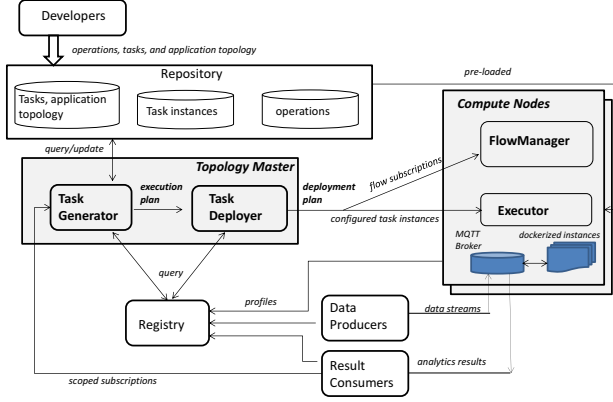 Developers
operations, tasks, and application topology
Repository
pre-loaded
Tasks, application
topology
Task instances
operations
Compute Nodes
FlowManager
query/update
Topology Master
flow subscriptions
Task
Generator
execution
plan
Task
Deployer
deployment
plan
configured task instances
Executor
MQTT
Broker
dockerized instances
query
profiles
Registry
Data
Producers
data streams
Result
Consumers
analytics results
scoped subscriptions